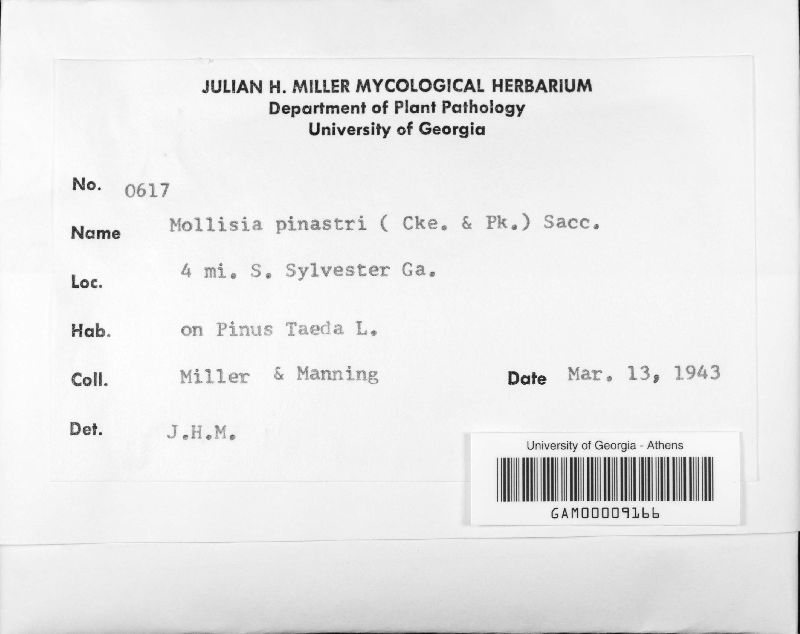 JULIAN H. MILLER MYCOLOGICAL HERBARIUM
Department of Plant Pathology
University of Georgia
No. 0617
Name Mollisia pinastri ( Cke. & Pk.) Sacc.
Loc. 4 mi. S. Sylvester Ga.
Hab. on Pinus Taeda L.
Coll. Miller & Manning Date Mar. 13, 1943
Det. J.H.M.
University of Georgia - Athens
GAM00009166